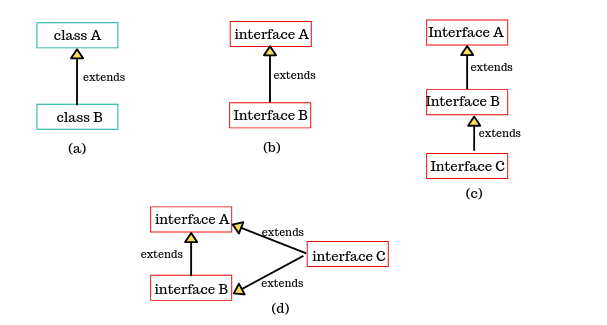 class A
extends
class B
(a)
interface A
extends
Interface B
(b)
Interface A
extends
Interface B
extends
Interface C
(c)
interface A
extends
extends
interface C
interface B
extends
(d)